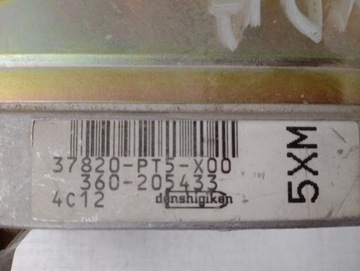 37820-PT5-X00
360-205433
4C12 denshigiken
5XM